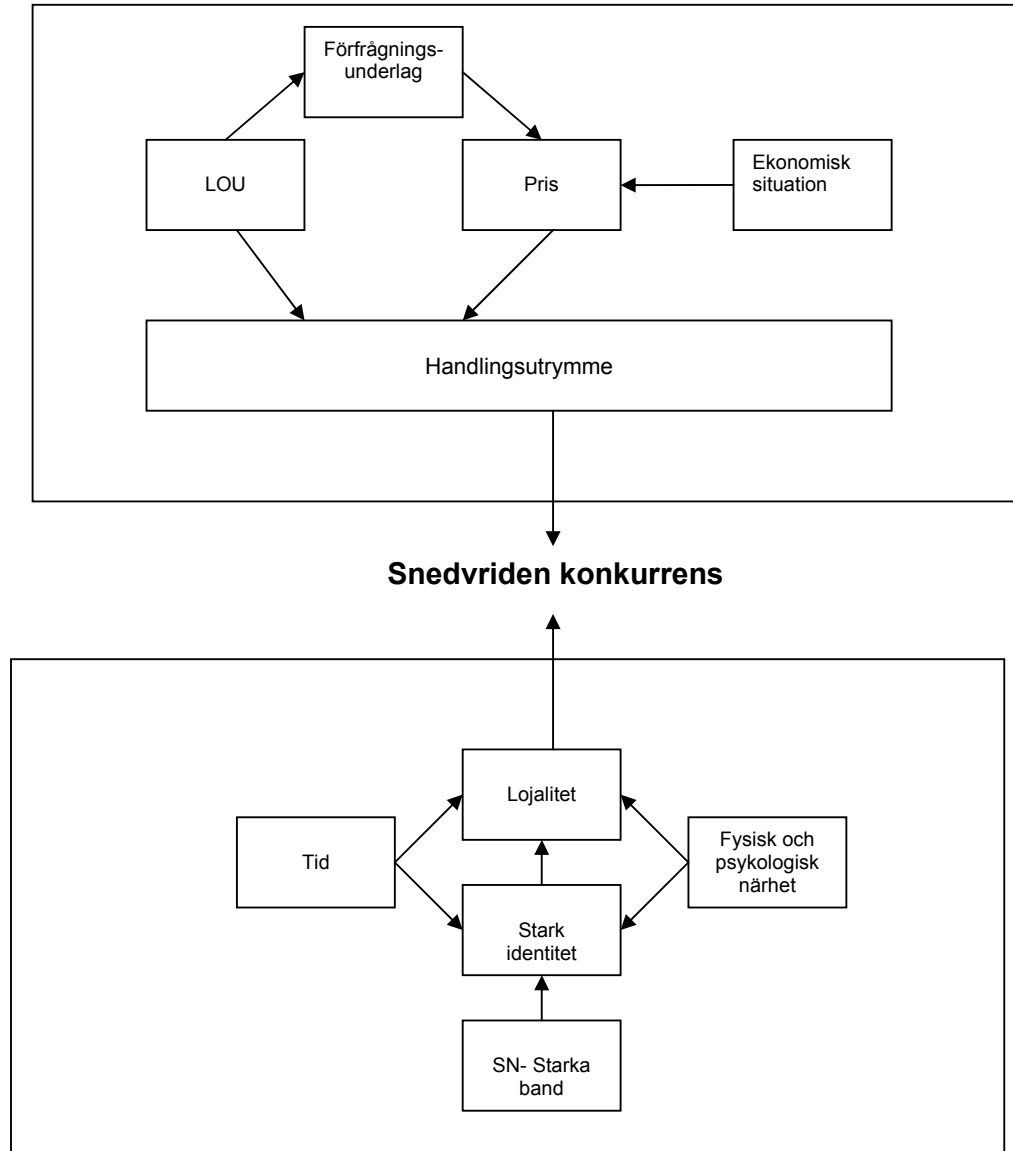 Förfrågnings-
underlag
LOU
Pris
Ekonomisk
situation
Handlingsutrymme
Snedvriden konkurrens
Lojalitet
Tid
Fysisk och
psykologisk
närhet
Stark
identitet
SN- Starka
band